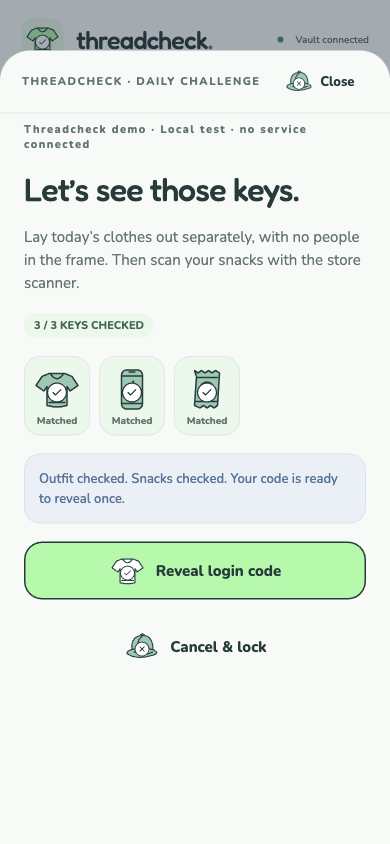 threadcheck.
Vault connected
THREADCHECK · DAILY CHALLENGE
Close
Threadcheck demo · Local test · no service
connected
Let's see those keys.
Lay today's clothes out separately, with no people
in the frame. Then scan your snacks with the store
scanner.
3 / 3 KEYS CHECKED
Matched
Matched
Matched
Outfit checked. Snacks checked. Your code is ready
to reveal once.
Reveal login code
Cancel & lock